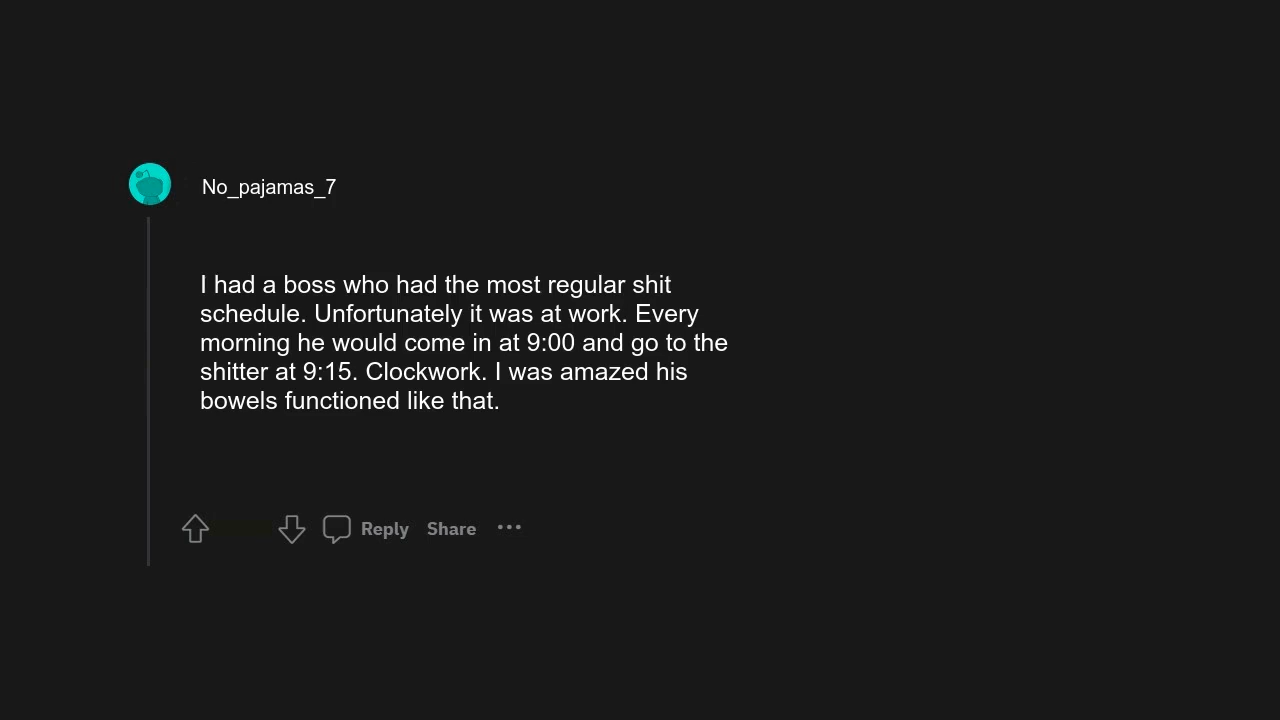 No_pajamas_7
I had a boss who had the most regular shit
schedule. Unfortunately it was at work. Every
morning he would come in at 9:00 and go to the
shitter at 9:15. Clockwork. I was amazed his
bowels functioned like that.
Reply Share